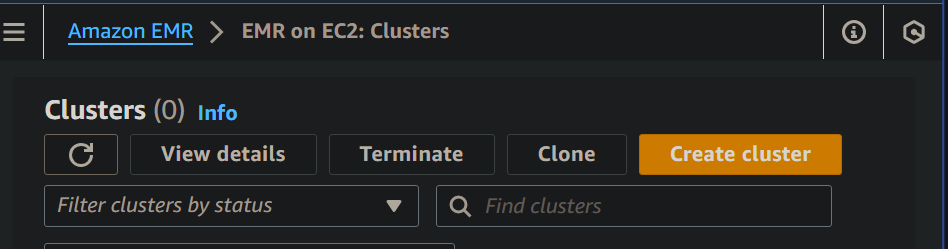 Amazon EMR > EMR on EC2: Clusters
Clusters (0) Info
View details Terminate Clone Create cluster
Filter clusters by status Find clusters